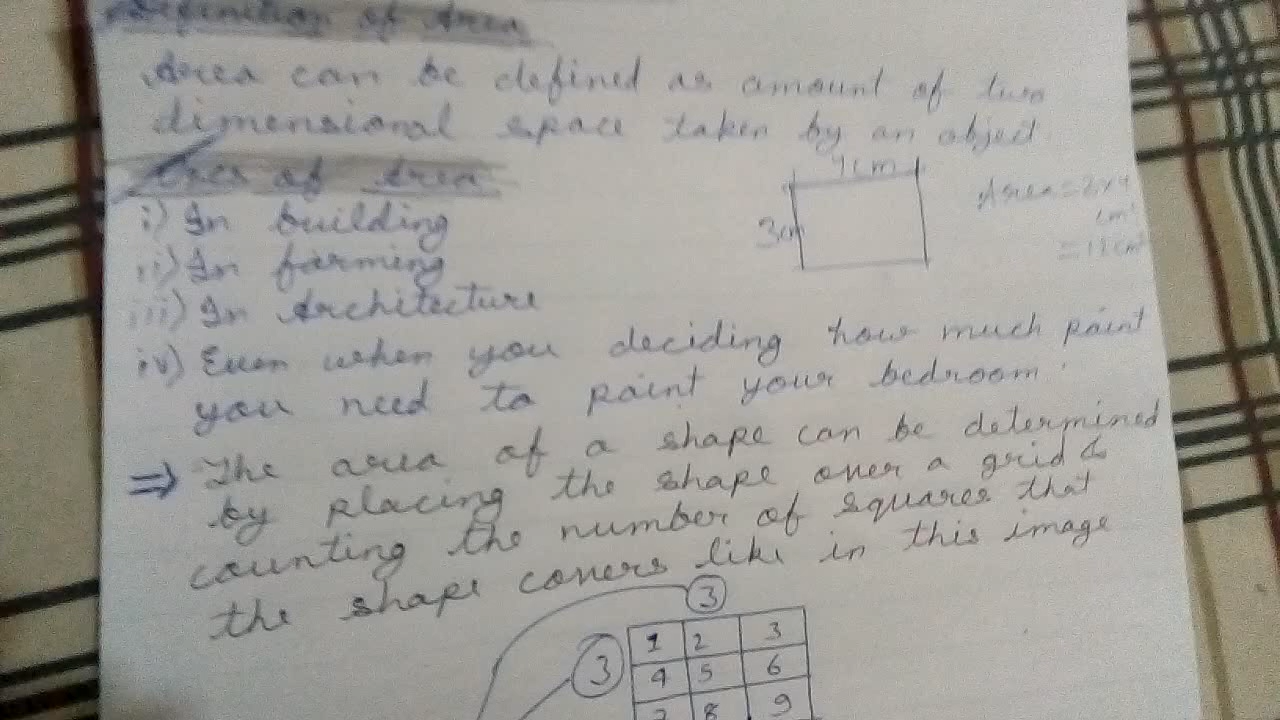 Definition of Area
Area can be defined as amount of two
dimensional space taken by an object
Uses of Area
i) In building
ii) In farming
iii) In Architecture
iv) Even when you deciding how much paint
you need to paint your bedroom.
4cm
3cm
Area =
cm²
=
⇒ The area of a shape can be determined
by placing the shape over a grid &
counting the number of squares that
the shape covers like in this image
3
3
1 2 3
4 5 6
7 8 9